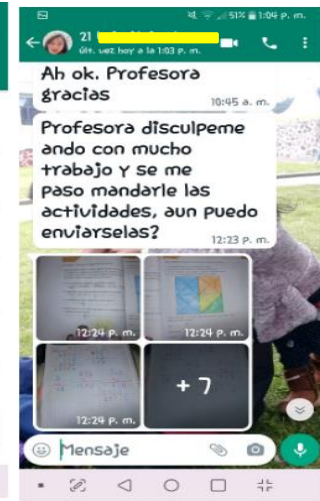 51% 1:04 P. m.
21
últ. vez hoy a la 1:03 P. m.
Ah ok. Profesora
gracias
10:45 a. m.
Profesora disculpeme
ando con mucho
trabajo y se me
paso mandarle las
actividades, aun puedo
enviarselas?
12:23 P. m.
12:24 P. m.
12:24 P. m.
12:24 P. m.
+ 7
Mensaje